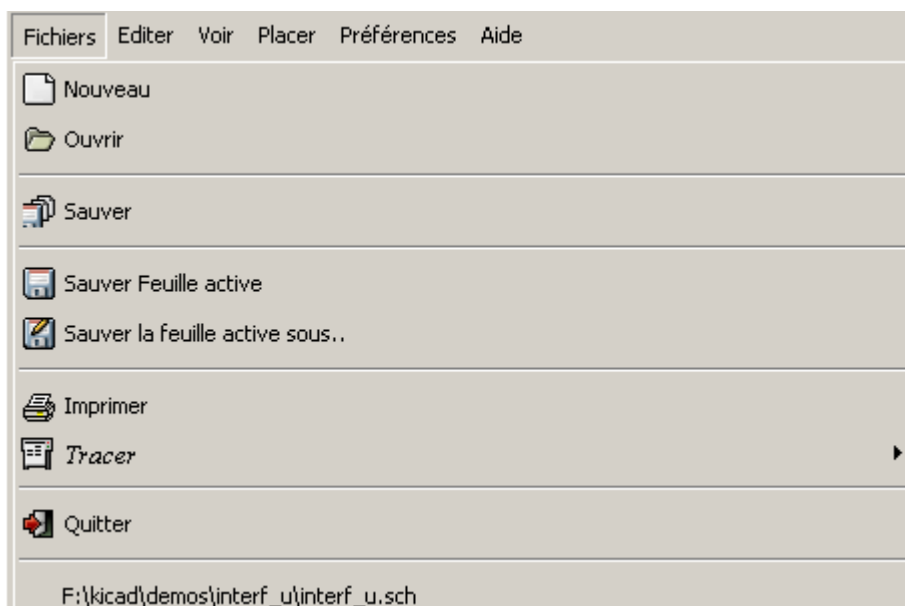 Fichiers Editer Voir Placer Préférences Aide
Nouveau
Ouvrir
Sauver
Sauver Feuille active
Sauver la feuille active sous..
Imprimer
Tracer
Quitter
F:\kicad\demos\interf_u\interf_u.sch